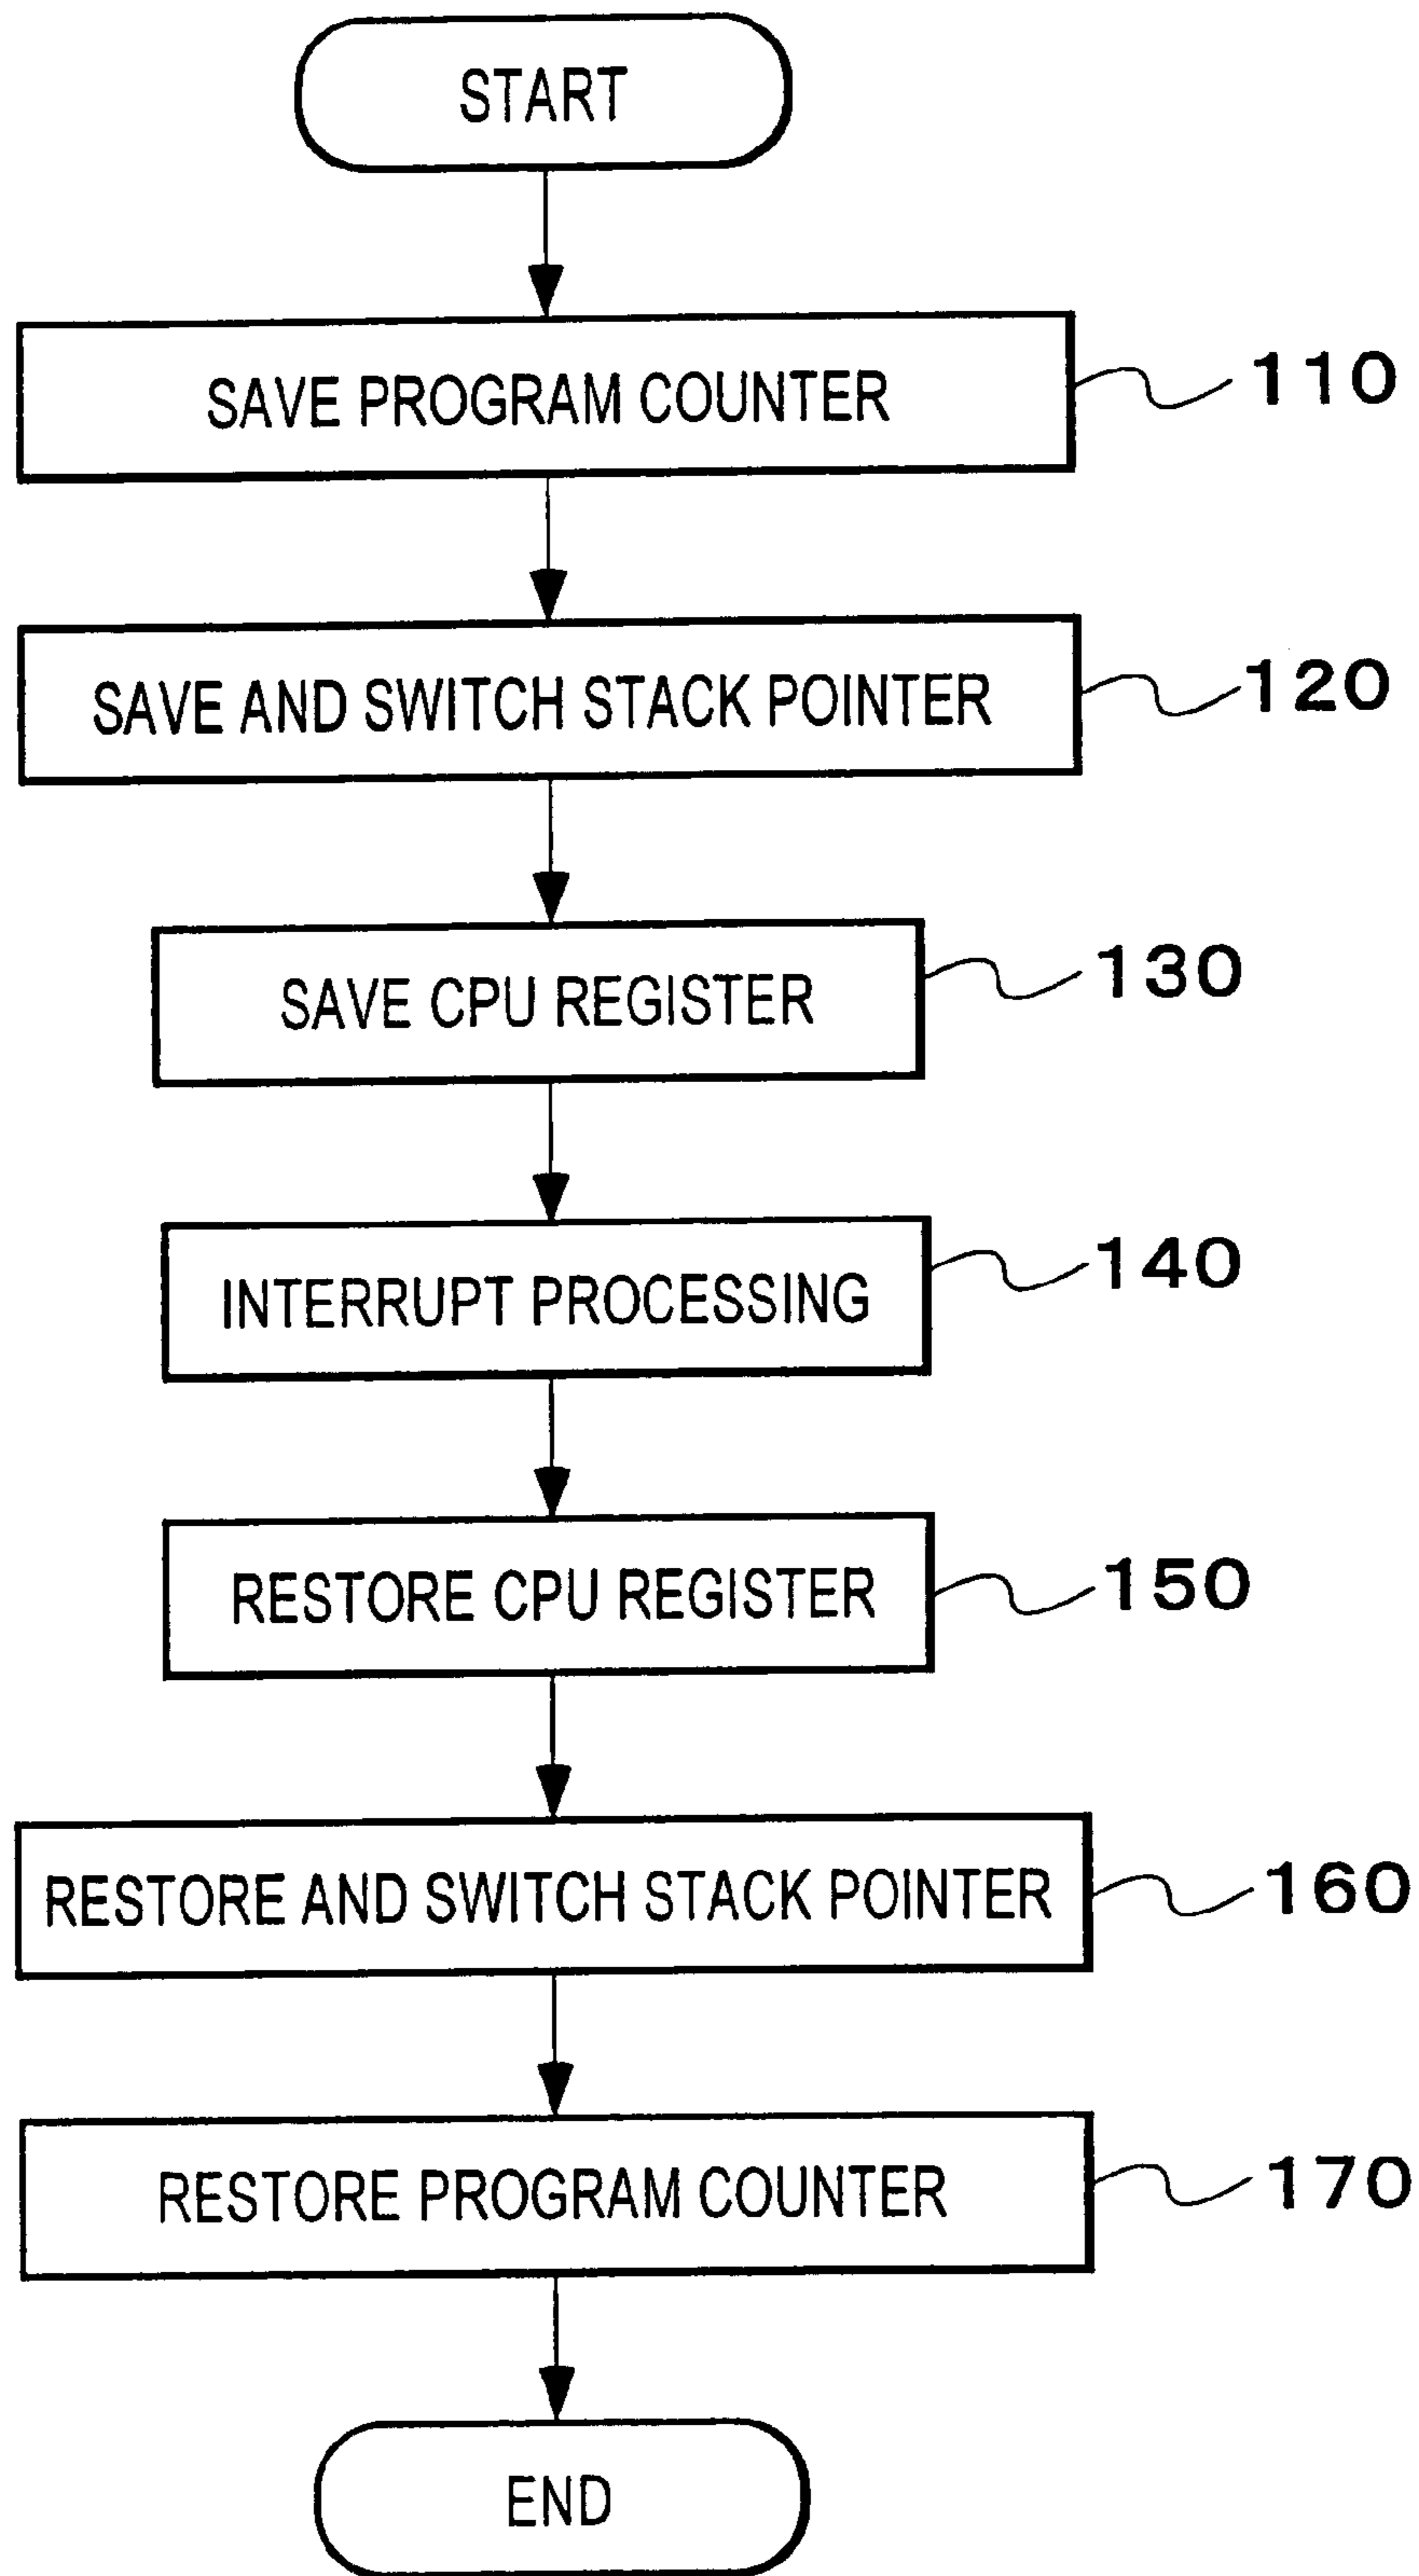 START
SAVE PROGRAM COUNTER
110
SAVE AND SWITCH STACK POINTER
120
SAVE CPU REGISTER
130
INTERRUPT PROCESSING
140
RESTORE CPU REGISTER
150
RESTORE AND SWITCH STACK POINTER
160
RESTORE PROGRAM COUNTER
170
END